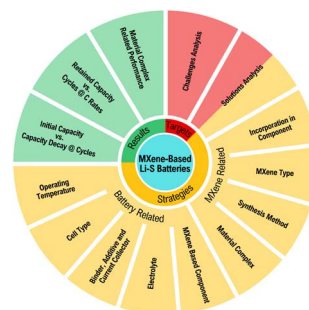 Material Complex
Related Performance
Challenges Analysis
Solutions Analysis
Retained Capacity
vs.
Cycles @ C Rates
Initial Capacity
vs.
Capacity Decay @ Cycles
Results
Targets
MXene-Based
Li-S Batteries
Strategies
Battery Related
MXene Related
Incorporation in
Component
MXene Type
Synthesis Method
Material Complex
MXene Based Component
Electrolyte
Binder, Additive and
Current Collector
Cell Type
Operating
Temperature